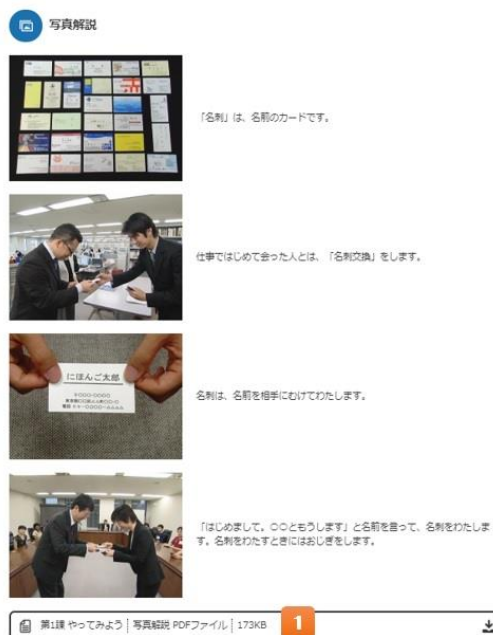 写真解説
「名刺」は、名前のカードです。
仕事ではじめて会った人とは、「名刺交換」をします。
にほんご太郎
名刺は、名前を相手にむけてわたします。
「はじめまして。〇〇ともうします」と名前を言って、名刺をわたしま
す。名刺をわたすときにはおじぎをします。
第1課 やってみよう 写真解説 PDFファイル 173KB
1